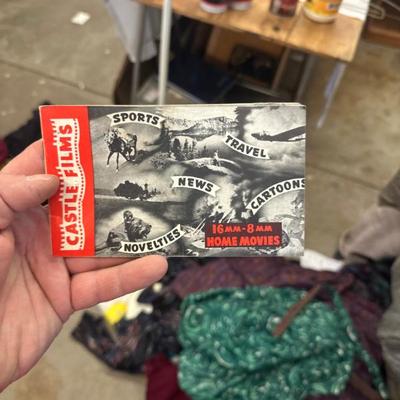 CASTLE FILMS
SPORTS
TRAVEL
NEWS
CARTOONS
NOVELTIES
16MM-8MM
HOME MOVIES